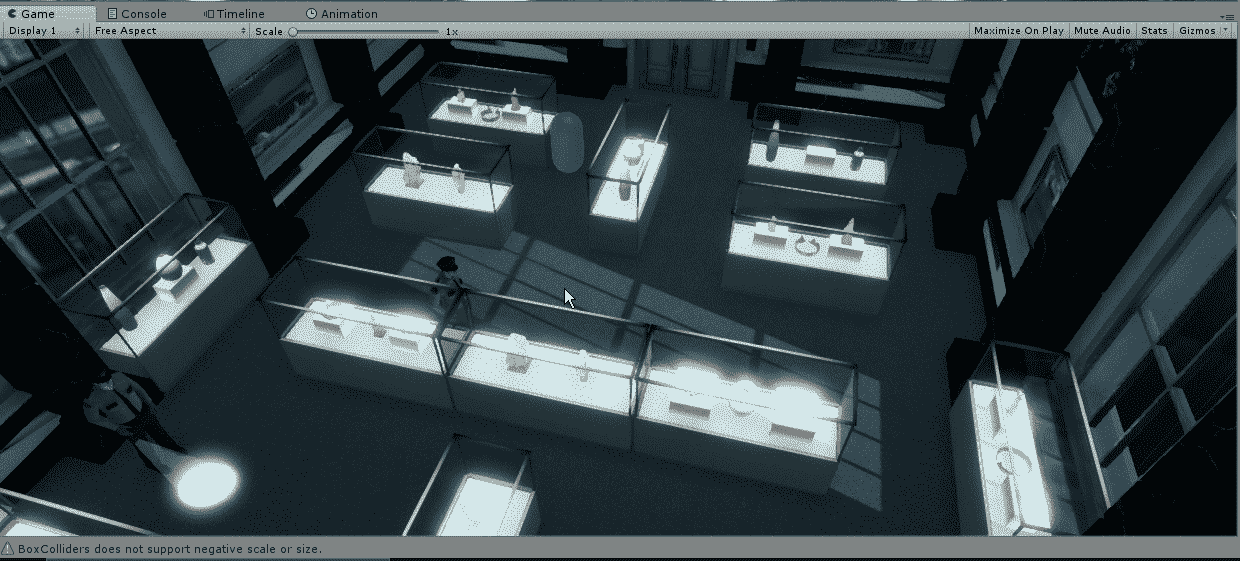 Game Console Timeline Animation
Display 1 Free Aspect Scale 1x Maximize On Play Mute Audio Stats Gizmos
BoxColliders does not support negative scale or size.